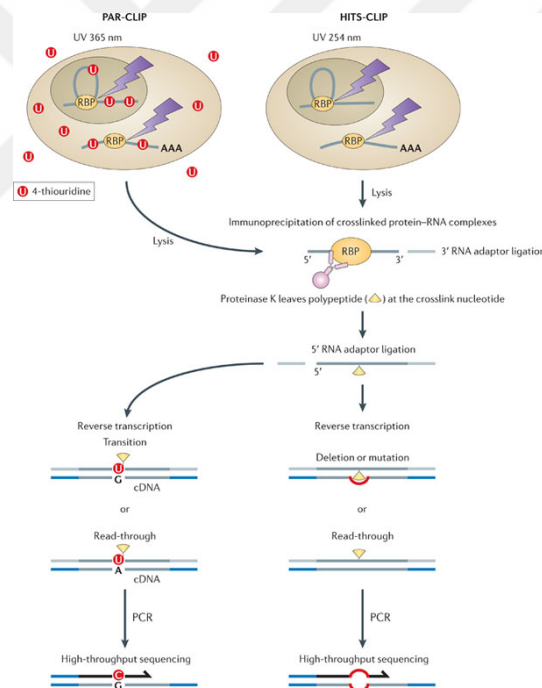 PAR-CLIP
HITS-CLIP
UV 365 nm
UV 254 nm
U
U
U
U
U
U
U
U
U
U
U
U
RBP
RBP
AAA
RBP
RBP
AAA
U 4-thiouridine
Lysis
Lysis
Immunoprecipitation of crosslinked protein–RNA complexes
RBP
5′
3′
3′ RNA adaptor ligation
Proteinase K leaves polypeptide ( ) at the crosslink nucleotide
5′ RNA adaptor ligation
5′
Reverse transcription
Transition
U
G
cDNA
or
Read-through
U
A
cDNA
PCR
High-throughput sequencing
C
G
Reverse transcription
Deletion or mutation
or
Read-through
PCR
High-throughput sequencing